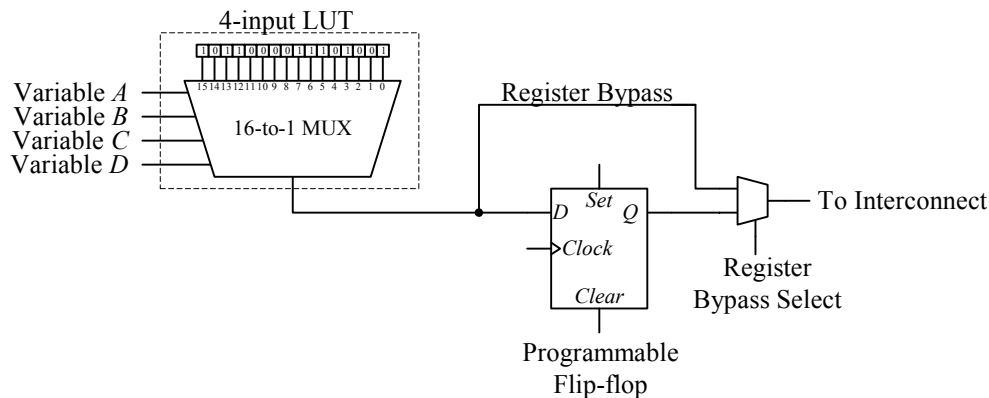 4-input LUT
1 0 1 1 0 0 0 0 1 1 1 0 1 0 0 1
15 14 13 12 11 10 9 8 7 6 5 4 3 2 1 0
Variable A
Variable B
Variable C
Variable D
16-to-1 MUX
Register Bypass
Set
D
Q
Clock
Clear
To Interconnect
Register
Bypass Select
Programmable
Flip-flop